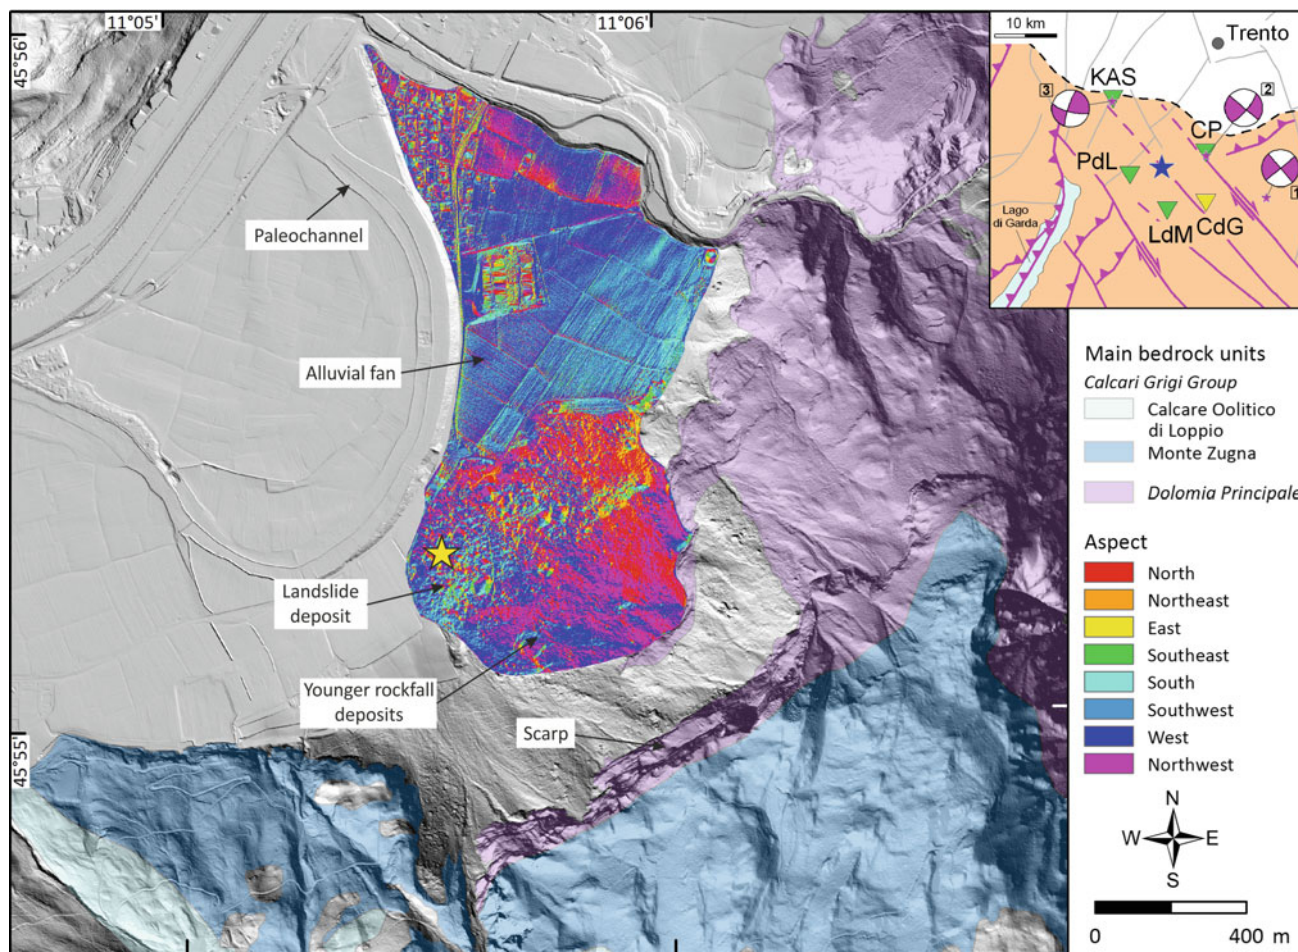 11°05'
11°06'
45°56'
10 km
Trento
KAS
3
2
CP
PdL
1
Lago
di Garda
LdM
CdG
Paleochannel
Alluvial fan
Landslide
deposit
Younger rockfall
deposits
Scarp
45°55'
Main bedrock units
Calcari Grigi Group
Calcare Oolitico
di Loppio
Monte Zugna
Dolomia Principale
Aspect
North
Northeast
East
Southeast
South
Southwest
West
Northwest
N
W E
S
0 400 m